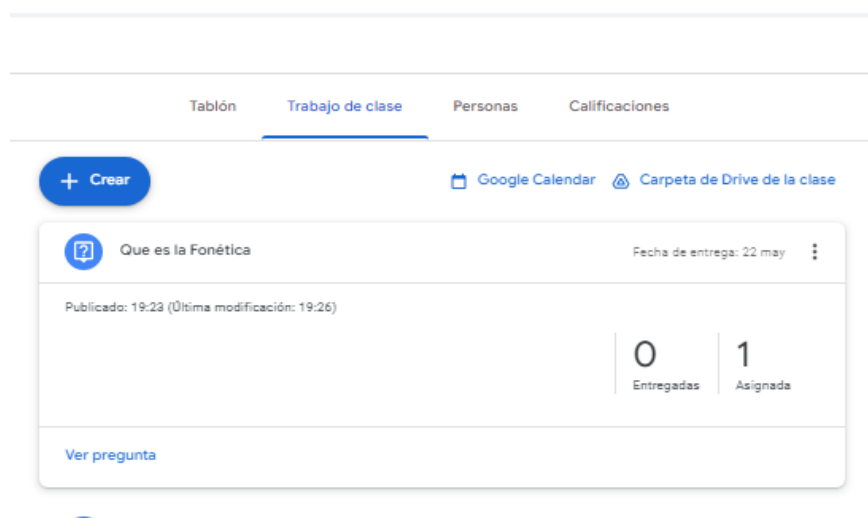 Tablón Trabajo de clase Personas Calificaciones
+ Crear Google Calendar Carpeta de Drive de la clase
Que es la Fonética Fecha de entrega: 22 may
Publicado: 19:23 (Última modificación: 19:26)
0 1
Entregadas Asignada
Ver pregunta